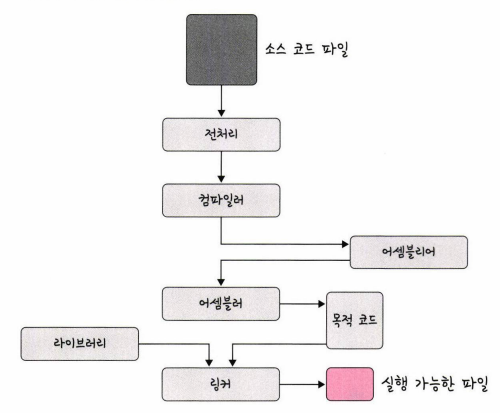 소스 코드 파일
전처리
컴파일러
어셈블리어
어셈블러
목적 코드
라이브러리
링커
실행 가능한 파일